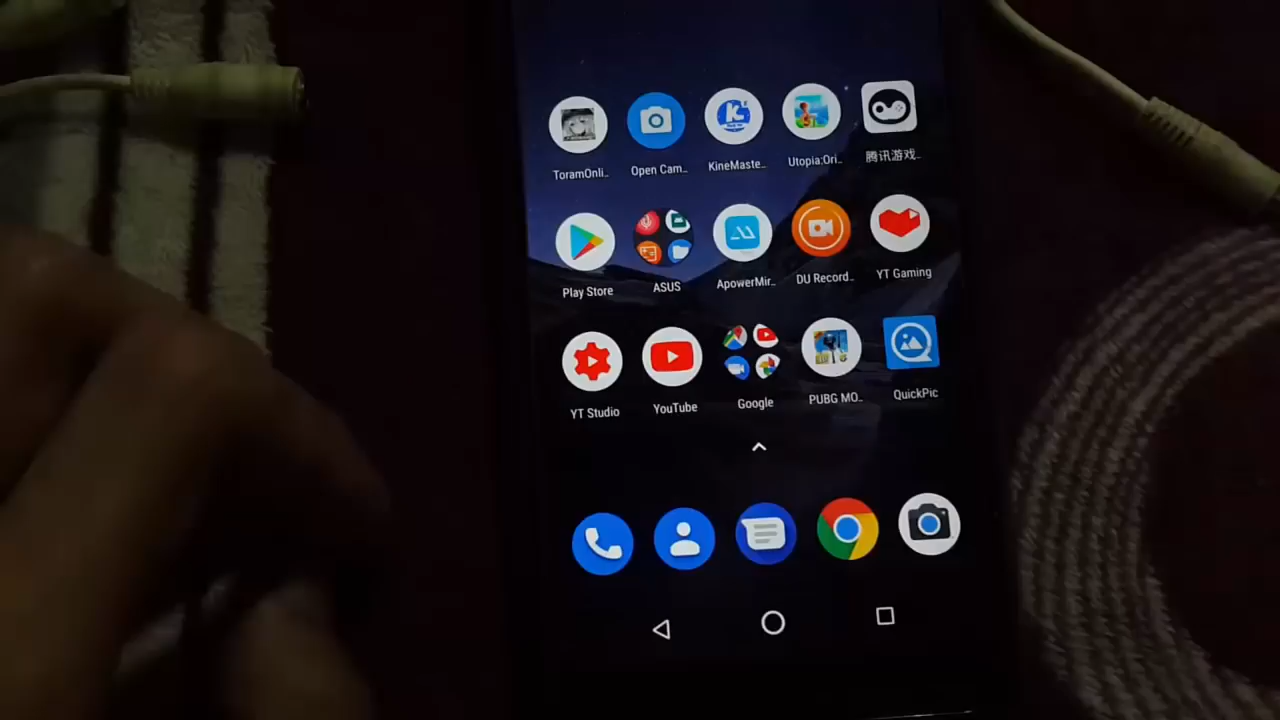 ToramOnli..
Open Cam..
KineMaste..
Utopia:Ori..
腾讯游戏..
Play Store
ASUS
ApowerMir..
DU Record..
YT Gaming
YT Studio
YouTube
Google
PUBG MO..
QuickPic